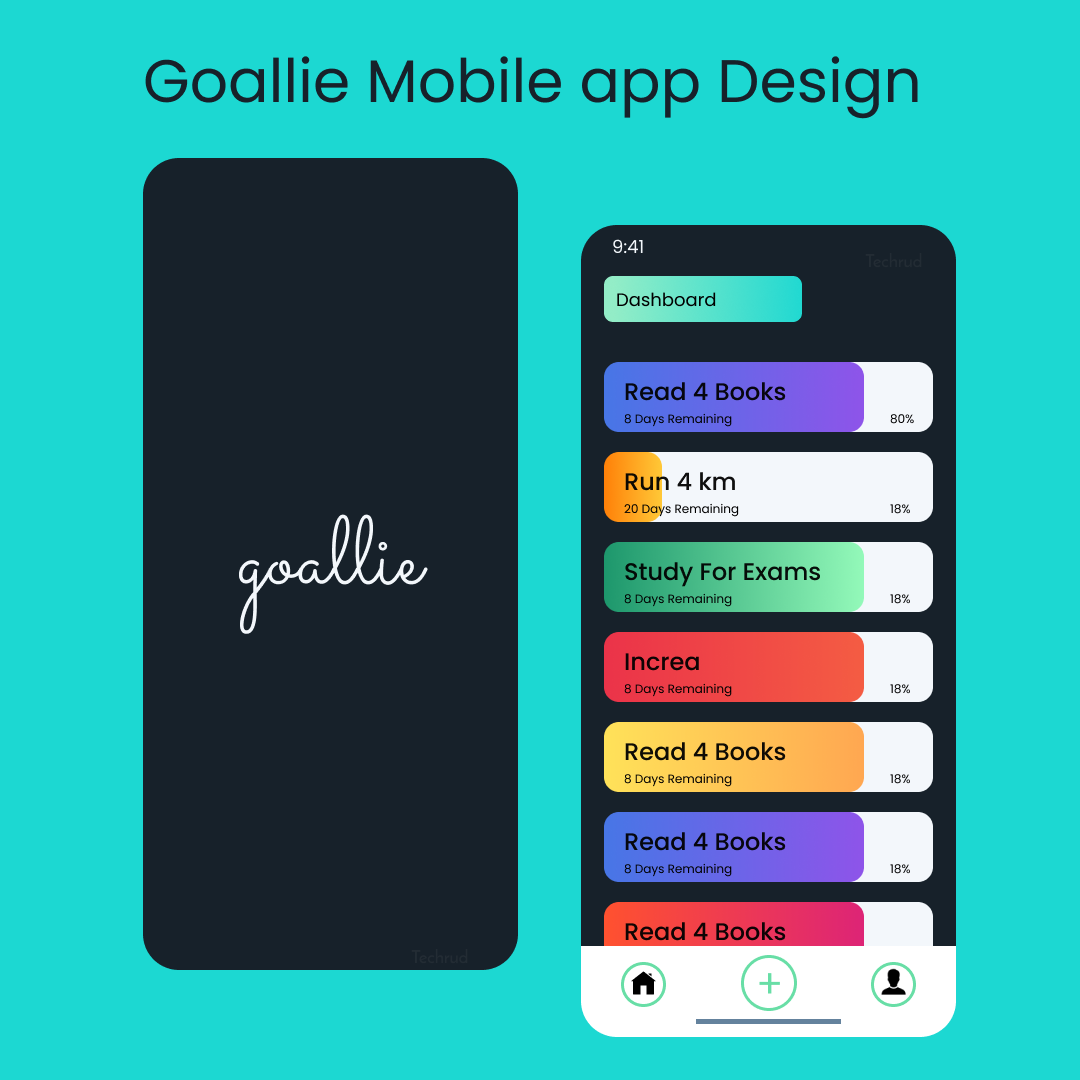 Goallie Mobile app Design
goallie
Techrud
9:41
Techrud
Dashboard
Read 4 Books
8 Days Remaining
80%
Run 4 km
20 Days Remaining
18%
Study For Exams
8 Days Remaining
18%
Increa
8 Days Remaining
18%
Read 4 Books
8 Days Remaining
18%
Read 4 Books
8 Days Remaining
18%
Read 4 Books